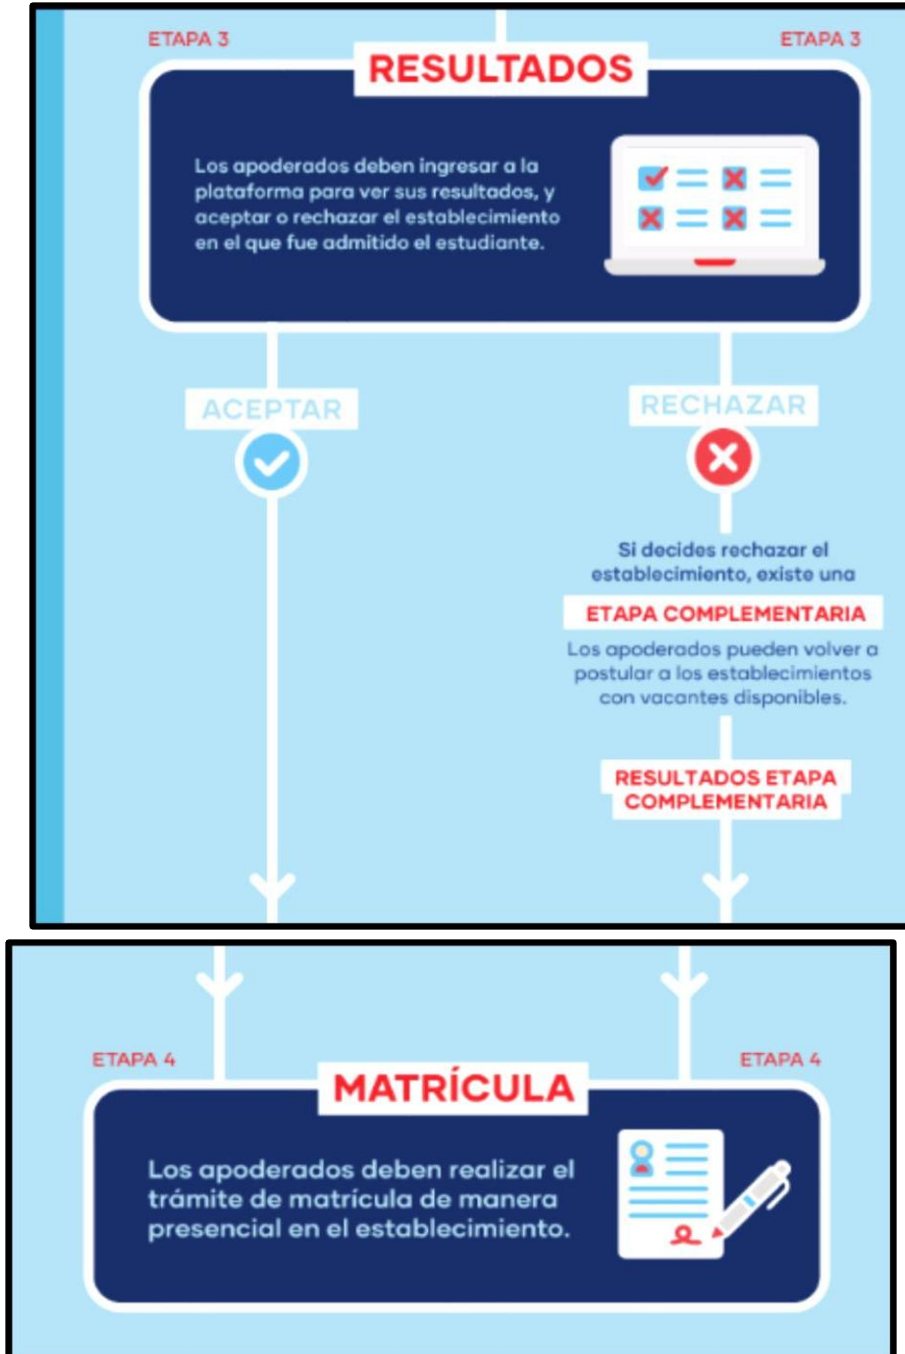 ETAPA 3
ETAPA 3
RESULTADOS
Los apoderados deben ingresar a la
plataforma para ver sus resultados, y
aceptar o rechazar el establecimiento
en el que fue admitido el estudiante.
ACEPTAR
RECHAZAR
Si decides rechazar el
establecimiento, existe una
ETAPA COMPLEMENTARIA
Los apoderados pueden volver a
postular a los establecimientos
con vacantes disponibles.
RESULTADOS ETAPA
COMPLEMENTARIA
ETAPA 4
ETAPA 4
MATRÍCULA
Los apoderados deben realizar el
trámite de matrícula de manera
presencial en el establecimiento.